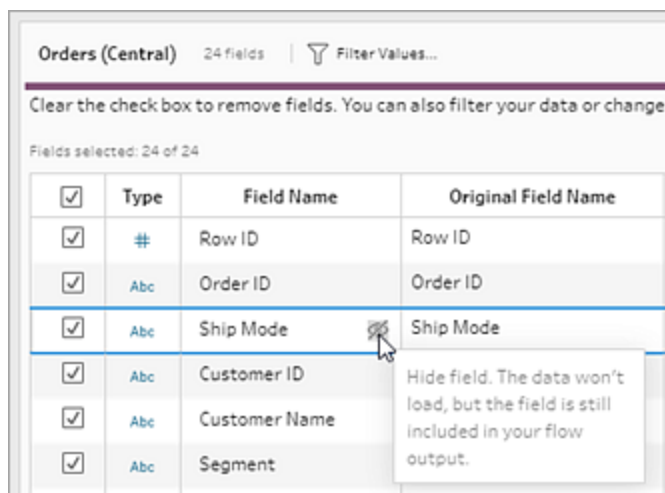 Orders (Central) 24 fields Filter Values...
Clear the check box to remove fields. You can also filter your data or change
Fields selected: 24 of 24
Type Field Name Original Field Name
# Row ID Row ID
Abc Order ID Order ID
Abc Ship Mode Ship Mode
Abc Customer ID
Hide field. The data won't
load, but the field is still
Abc Customer Name
included in your flow
Abc Segment
output.